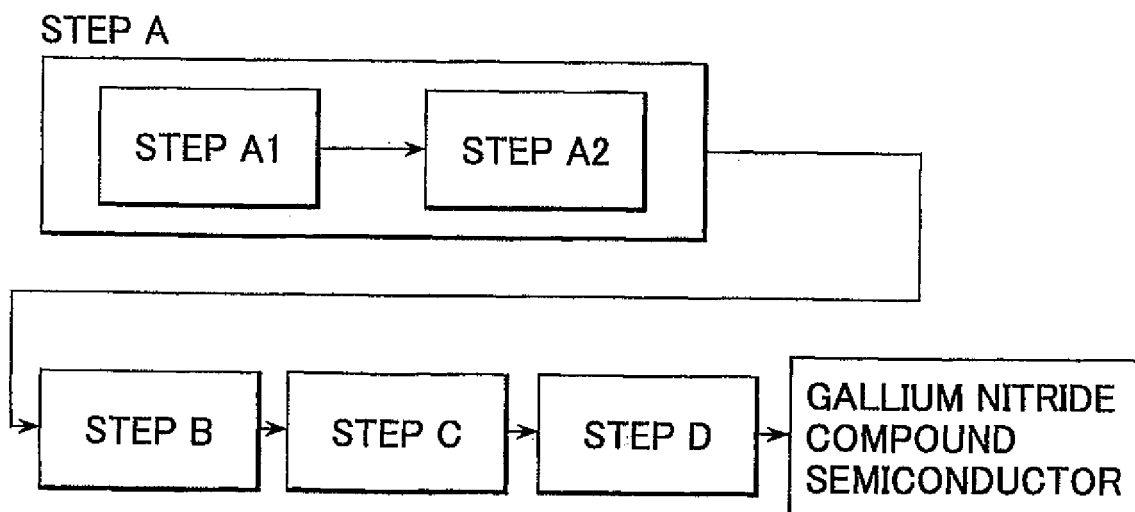 STEP A
STEP A1
STEP A2
STEP B
STEP C
STEP D
GALLIUM NITRIDE
COMPOUND
SEMICONDUCTOR